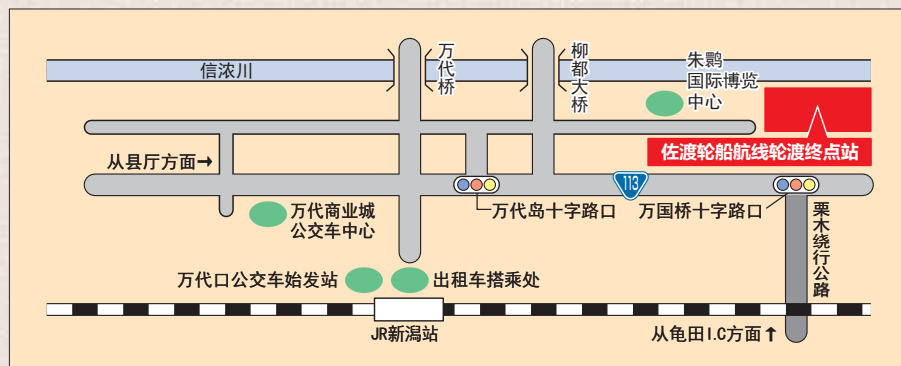 信浓川
万代桥
柳都大桥
朱鹮
国际博览
中心
佐渡轮船航线轮渡终点站
从县厅方面→
113
万代岛十字路口
万国桥十字路口
万代商业城
公交车中心
栗木绕行公路
万代口公交车始发站
出租车搭乘处
JR新潟站
从龟田I.C方面↑